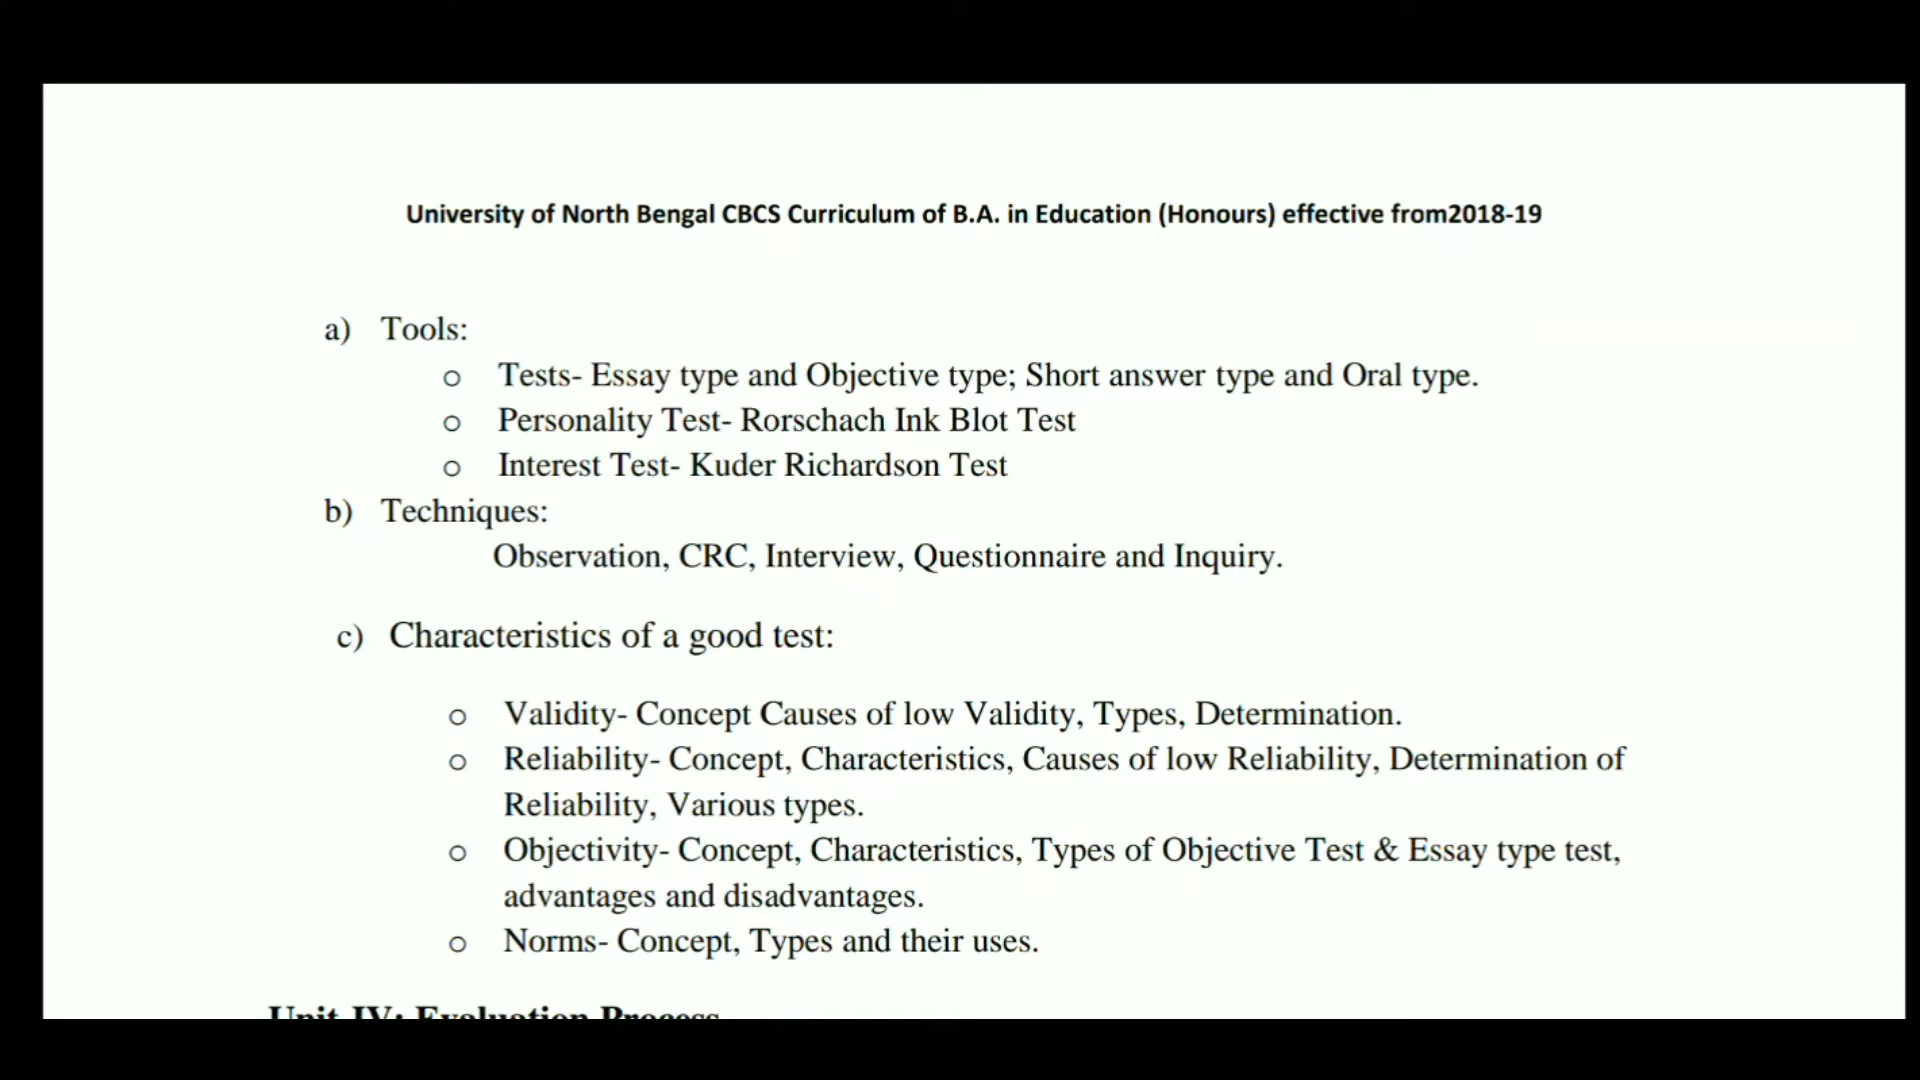 University of North Bengal CBCS Curriculum of B.A. in Education (Honours) effective from2018-19
a) Tools:
o Tests- Essay type and Objective type; Short answer type and Oral type.
o Personality Test- Rorschach Ink Blot Test
o Interest Test- Kuder Richardson Test
b) Techniques:
Observation, CRC, Interview, Questionnaire and Inquiry.
c) Characteristics of a good test:
o Validity- Concept Causes of low Validity, Types, Determination.
o Reliability- Concept, Characteristics, Causes of low Reliability, Determination of
Reliability, Various types.
o Objectivity- Concept, Characteristics, Types of Objective Test & Essay type test,
advantages and disadvantages.
o Norms- Concept, Types and their uses.
Unit IV: Evaluation Process